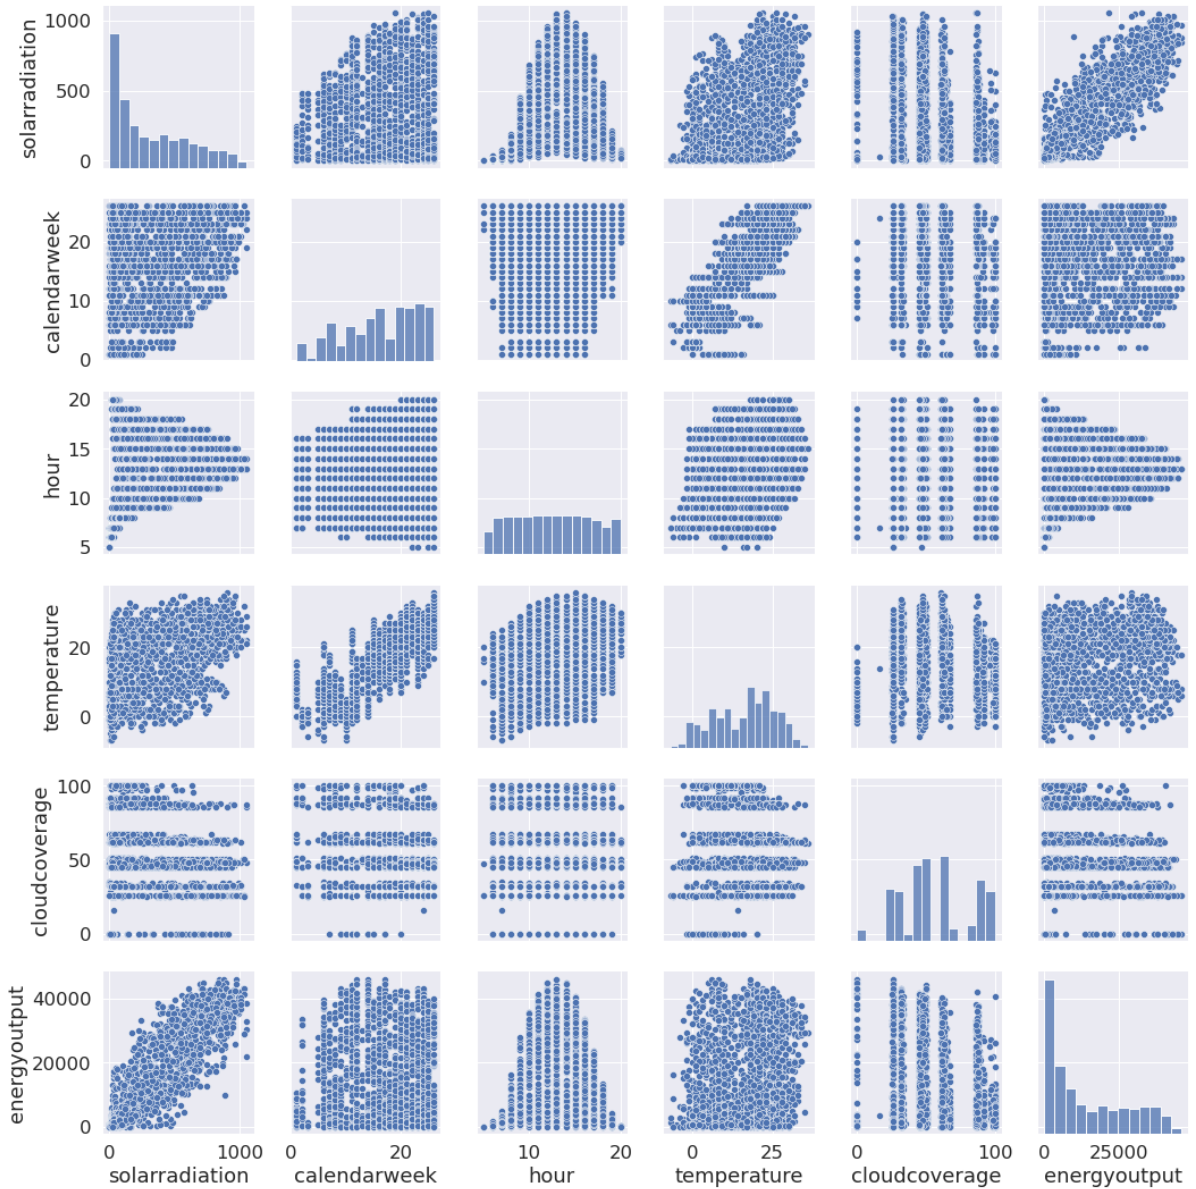 solarradiation
1000
500
0
calendarweek
20
10
0
hour
20
15
10
5
temperature
20
0
cloudcoverage
100
50
0
energyoutput
40000
20000
0
0 1000 0 20 10 20 0 25 0 100 0 25000
solarradiation calendarweek hour temperature cloudcoverage energyoutput